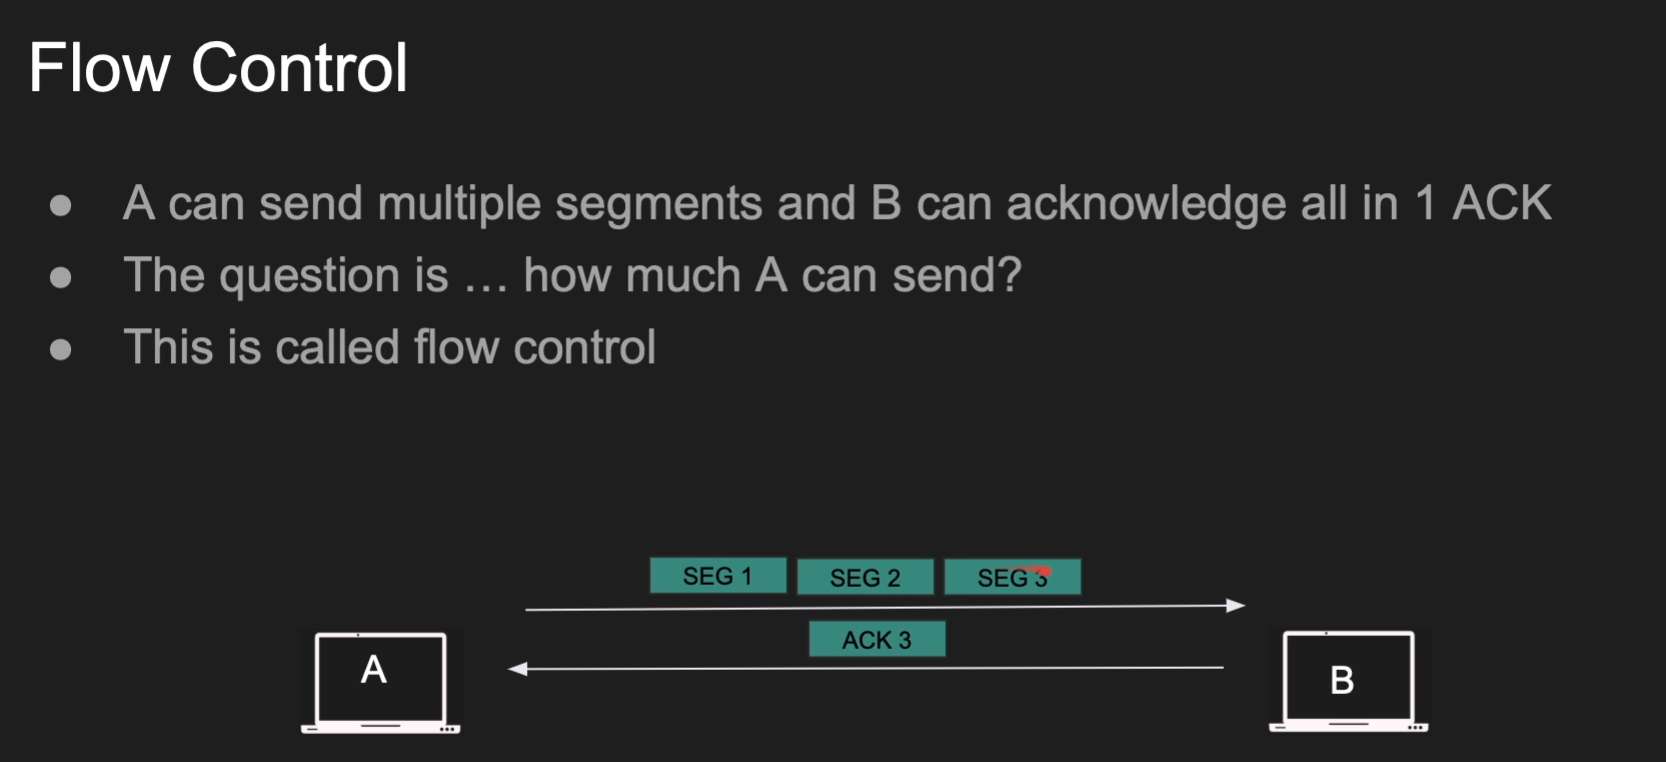 Flow Control
● A can send multiple segments and B can acknowledge all in 1 ACK
● The question is … how much A can send?
● This is called flow control
SEG 1 SEG 2 SEG 3
ACK 3
A
B